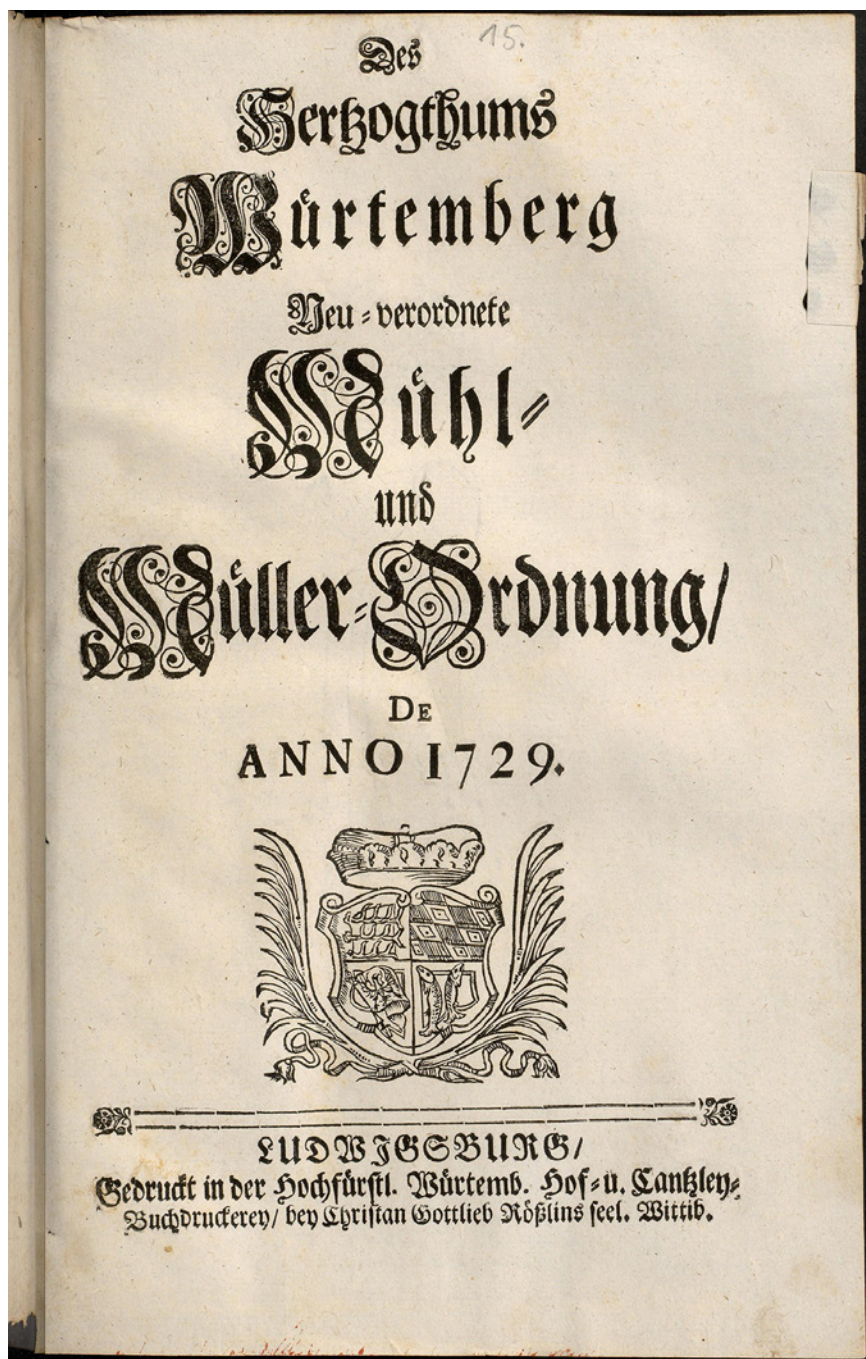 15.
Des
Hertzogthums
Würtemberg
Neu-verordnete
Mühl-
und
Müller-Ordnung/
DE
ANNO 1729.
LUDWIGSBURG/
Gedruckt in der Hochfürstl. Würtemb. Hof- u. Cantzley-
Buchdruckerey/ bey Christan Gottlieb Rößlins seel. Wittib.